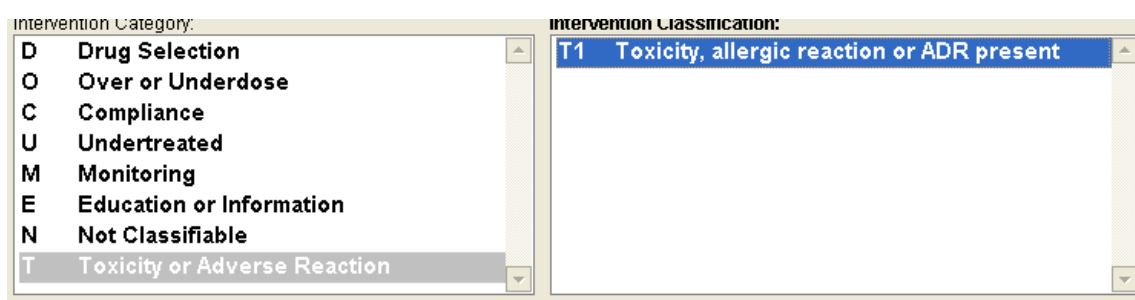 Intervention Category:
D Drug Selection
O Over or Underdose
C Compliance
U Undertreated
M Monitoring
E Education or Information
N Not Classifiable
T Toxicity or Adverse Reaction
Intervention Classification:
T1 Toxicity, allergic reaction or ADR present